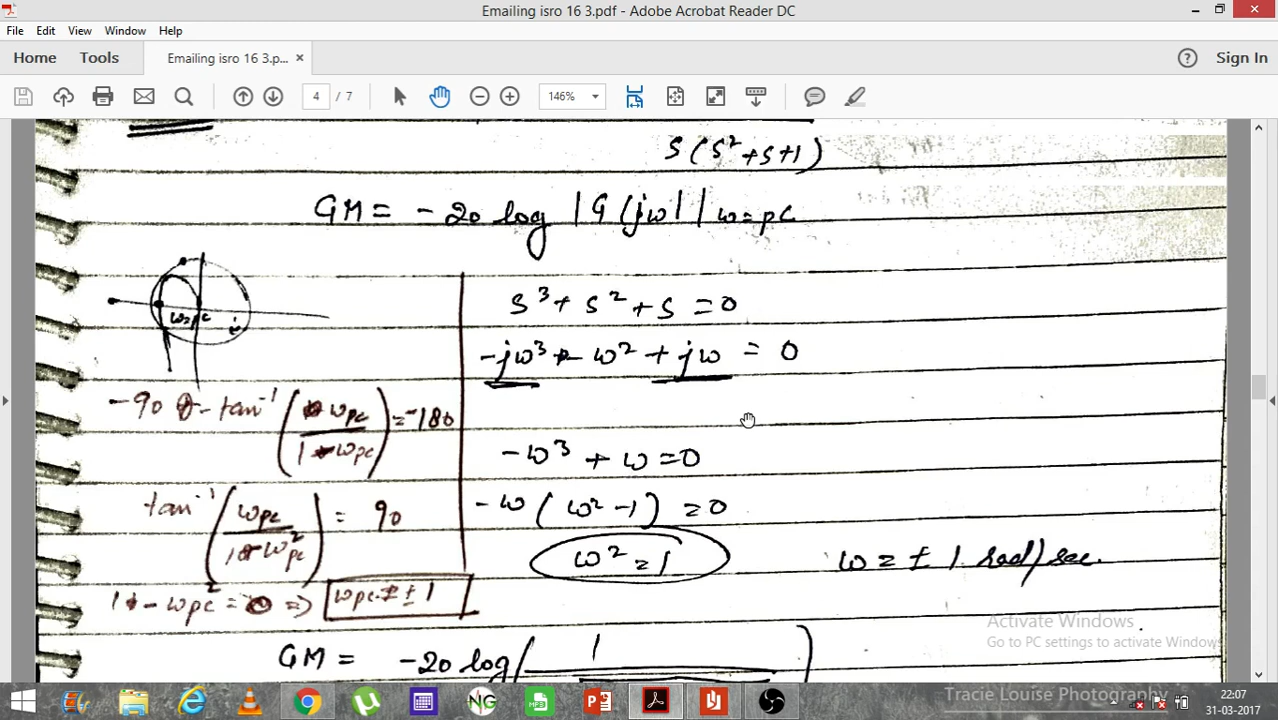 Emailing isro 16 3.pdf - Adobe Acrobat Reader DC
File Edit View Window Help
Home Tools Emailing isro 16 3.p... × Sign In
4 / 7 146%
s(s²+s+1)
GM = -20 log |G(jω)| ω=pc
s³ + s² + s = 0
ω=pc
-jω³ - ω² + jω = 0
-90 - tan⁻¹ (ωpc / 1-ωpc) = -180
-ω³ + ω = 0
tan⁻¹ (ωpc / 1-ω²pc) = 90
-ω(ω²-1) = 0
ω² = 1 ω = ± 1 rad/sec.
1 - ωpc² = 0 => ωpc = ± 1
GM = -20 log ( 1
Activate Windows
Go to PC settings to activate Windows.
Tracie Louise Photography
22:07
31-03-2017